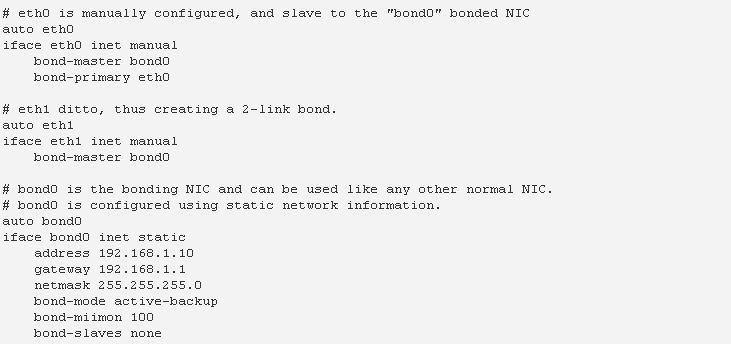 # eth0 is manually configured, and slave to the "bond0" bonded NIC
auto eth0
iface eth0 inet manual
    bond-master bond0
    bond-primary eth0

# eth1 ditto, thus creating a 2-link bond.
auto eth1
iface eth1 inet manual
    bond-master bond0

# bond0 is the bonding NIC and can be used like any other normal NIC.
# bond0 is configured using static network information.
auto bond0
iface bond0 inet static
    address 192.168.1.10
    gateway 192.168.1.1
    netmask 255.255.255.0
    bond-mode active-backup
    bond-miimon 100
    bond-slaves none